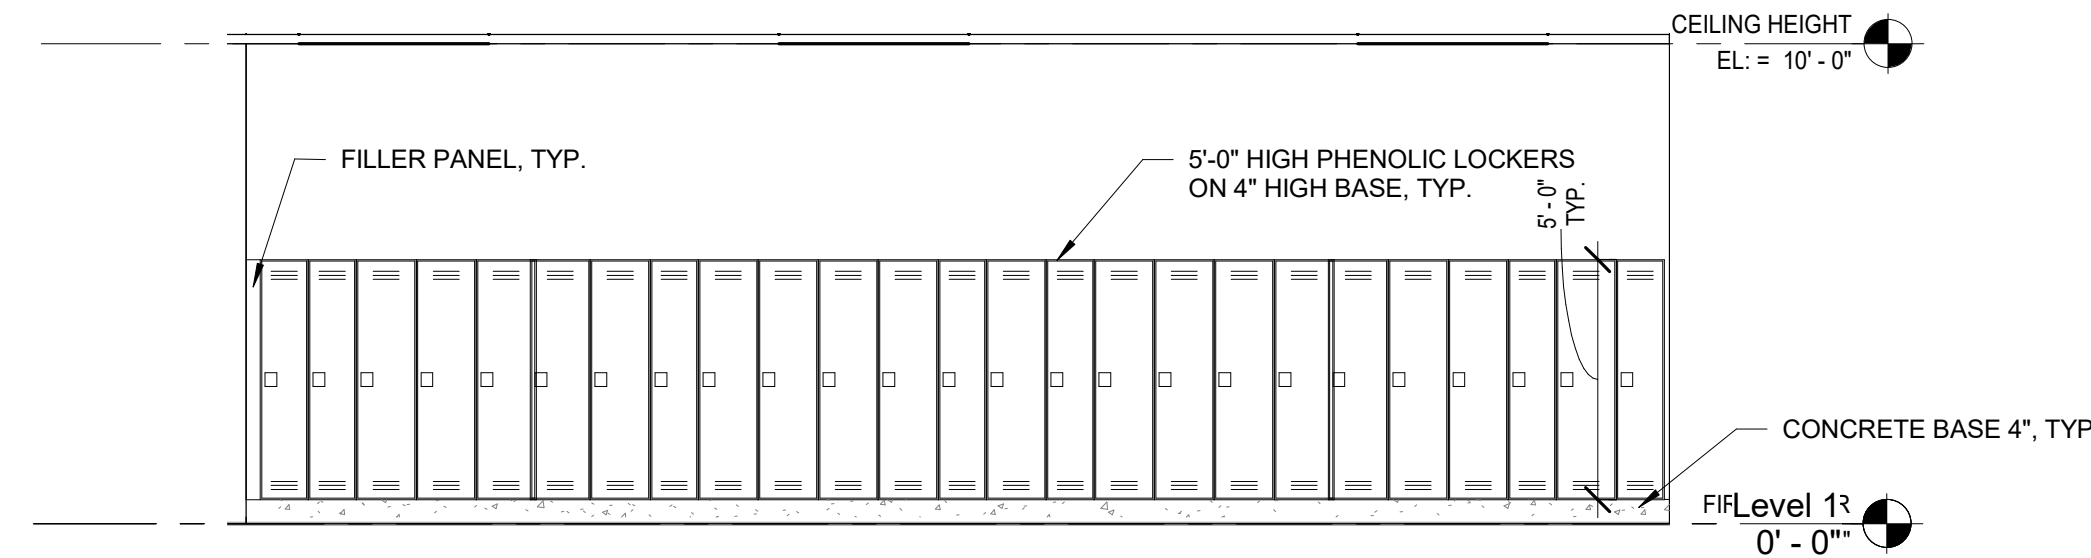 CEILING HEIGHT
EL: = 10' - 0"
FILLER PANEL, TYP.
5'-0" HIGH PHENOLIC LOCKERS
ON 4" HIGH BASE, TYP.
5' - 0"
TYP.
CONCRETE BASE 4", TYP
Level 1
0' - 0"